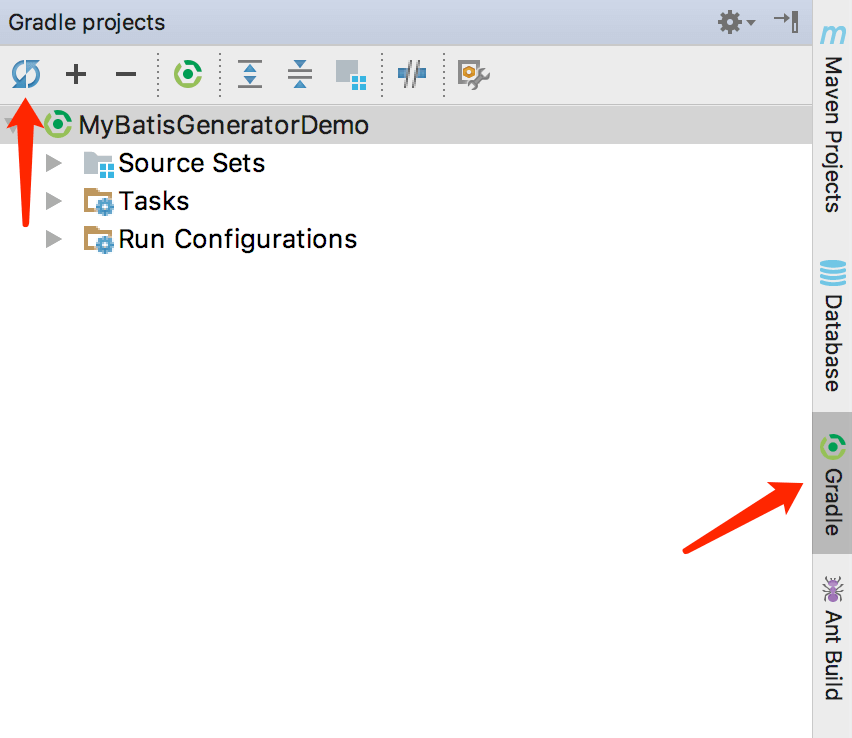 Gradle projects
MyBatisGeneratorDemo
Source Sets
Tasks
Run Configurations
m
Maven Projects
Database
Gradle
Ant Build